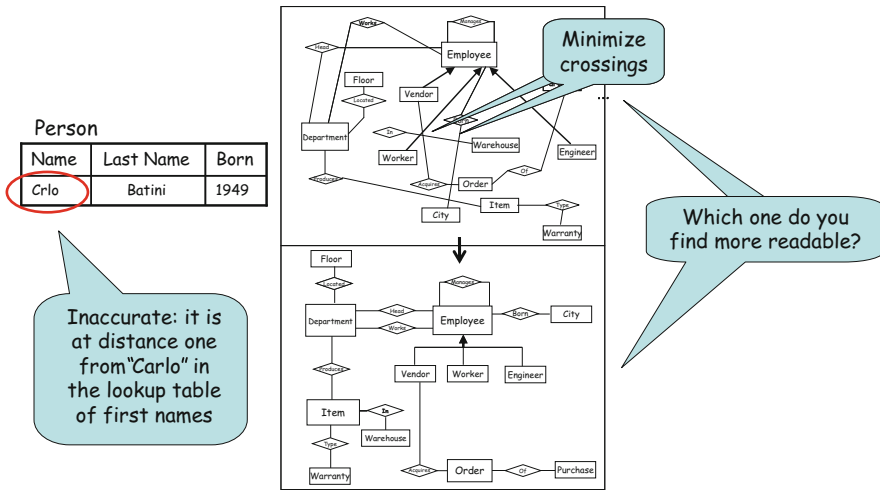 Person
Name Last Name Born
Crlo Batini 1949
Inaccurate: it is
at distance one
from"Carlo" in
the lookup table
of first names
Manages
Works
Head
Employee
Floor
Located
Vendor
Minimize
crossings
...
Department
In
Worker
Warehouse
Engineer
Produces
Acquires
Order
Of
Item
Type
City
Warranty
Which one do you
find more readable?
Floor
Located
Manages
Department
Head
Works
Employee
Born
City
Produces
Vendor
Worker
Engineer
Item
In
Warehouse
Type
Warranty
Acquires
Order
Of
Purchase